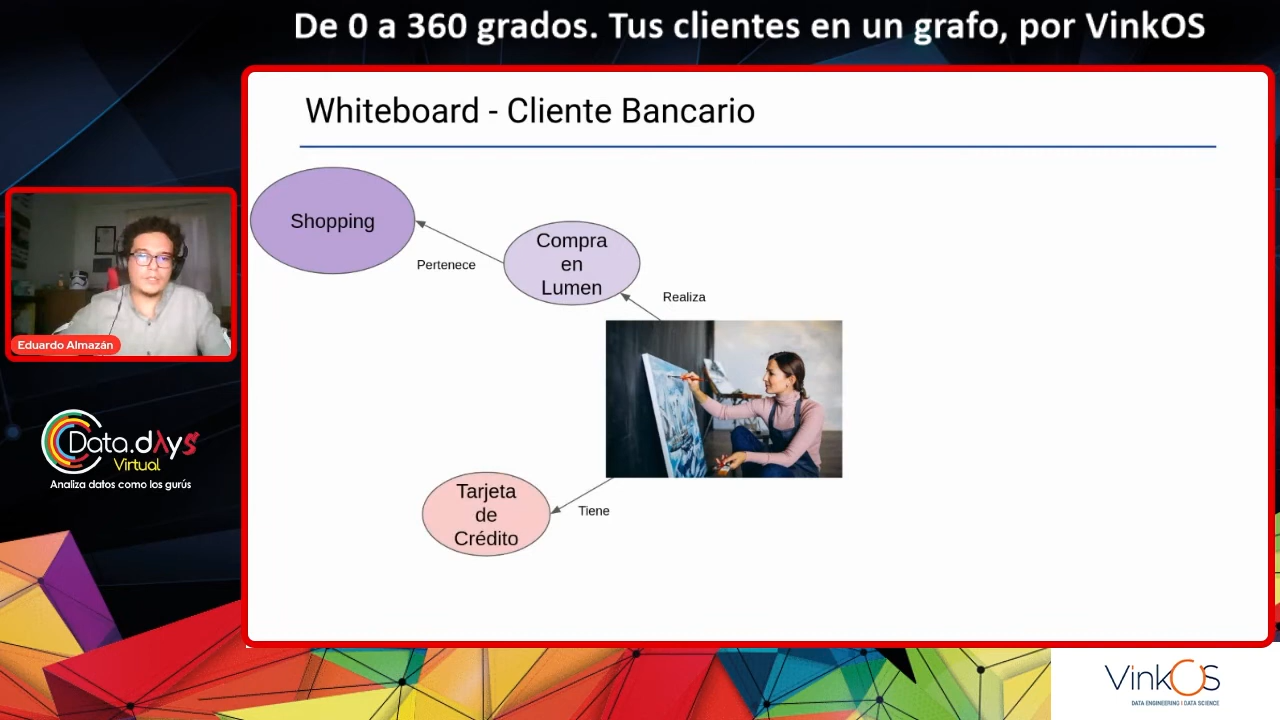 De 0 a 360 grados. Tus clientes en un grafo, por VinkOS
Whiteboard - Cliente Bancario
Shopping
Pertenece
Compra
en
Lumen
Realiza
Eduardo Almazán
Data.dAys
Virtual
Analiza datos como los gurús
Tarjeta
de
Crédito
Tiene
VinkOS
DATA ENGINEERING | DATA SCIENCE